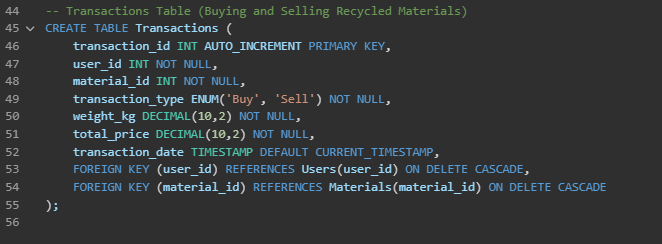 44 -- Transactions Table (Buying and Selling Recycled Materials)
45 CREATE TABLE Transactions (
46 transaction_id INT AUTO_INCREMENT PRIMARY KEY,
47 user_id INT NOT NULL,
48 material_id INT NOT NULL,
49 transaction_type ENUM('Buy', 'Sell') NOT NULL,
50 weight_kg DECIMAL(10,2) NOT NULL,
51 total_price DECIMAL(10,2) NOT NULL,
52 transaction_date TIMESTAMP DEFAULT CURRENT_TIMESTAMP,
53 FOREIGN KEY (user_id) REFERENCES Users(user_id) ON DELETE CASCADE,
54 FOREIGN KEY (material_id) REFERENCES Materials(material_id) ON DELETE CASCADE
55 );
56